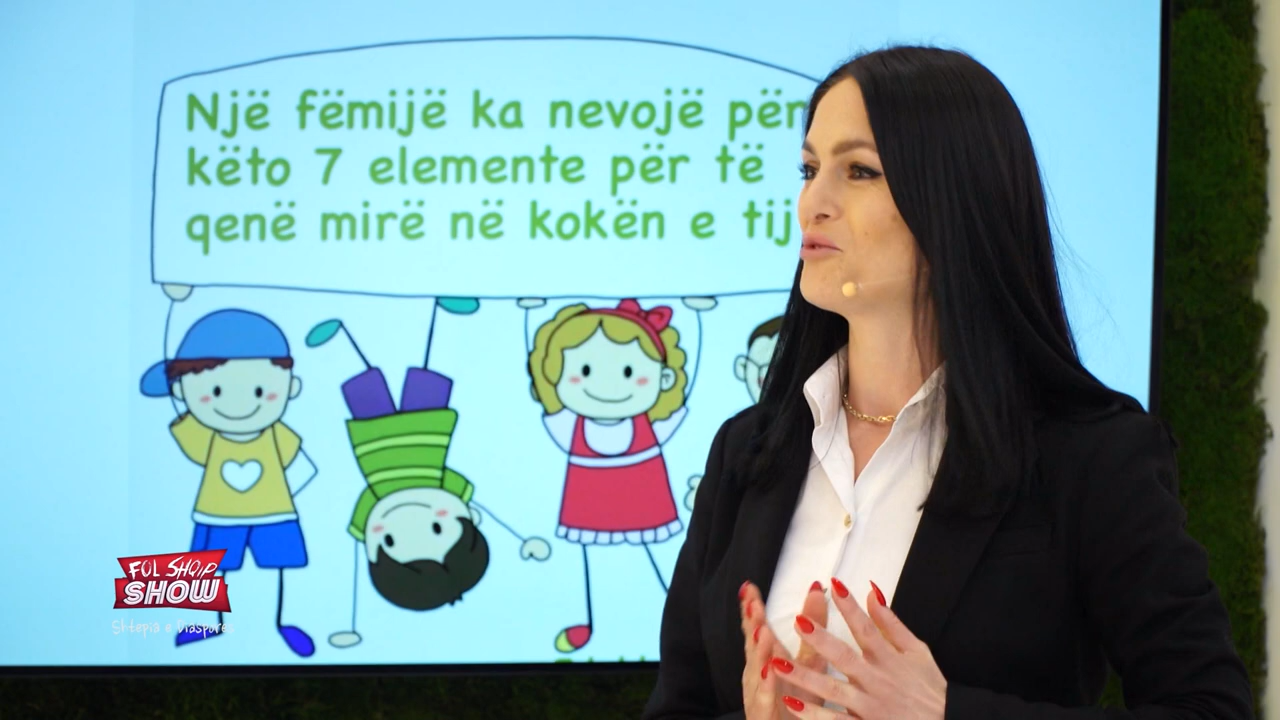 Një fëmijë ka nevojë për
këto 7 elemente për të
qenë mirë në kokën e tij
FOL SHQIP
SHOW
Shtepia e Diaspores